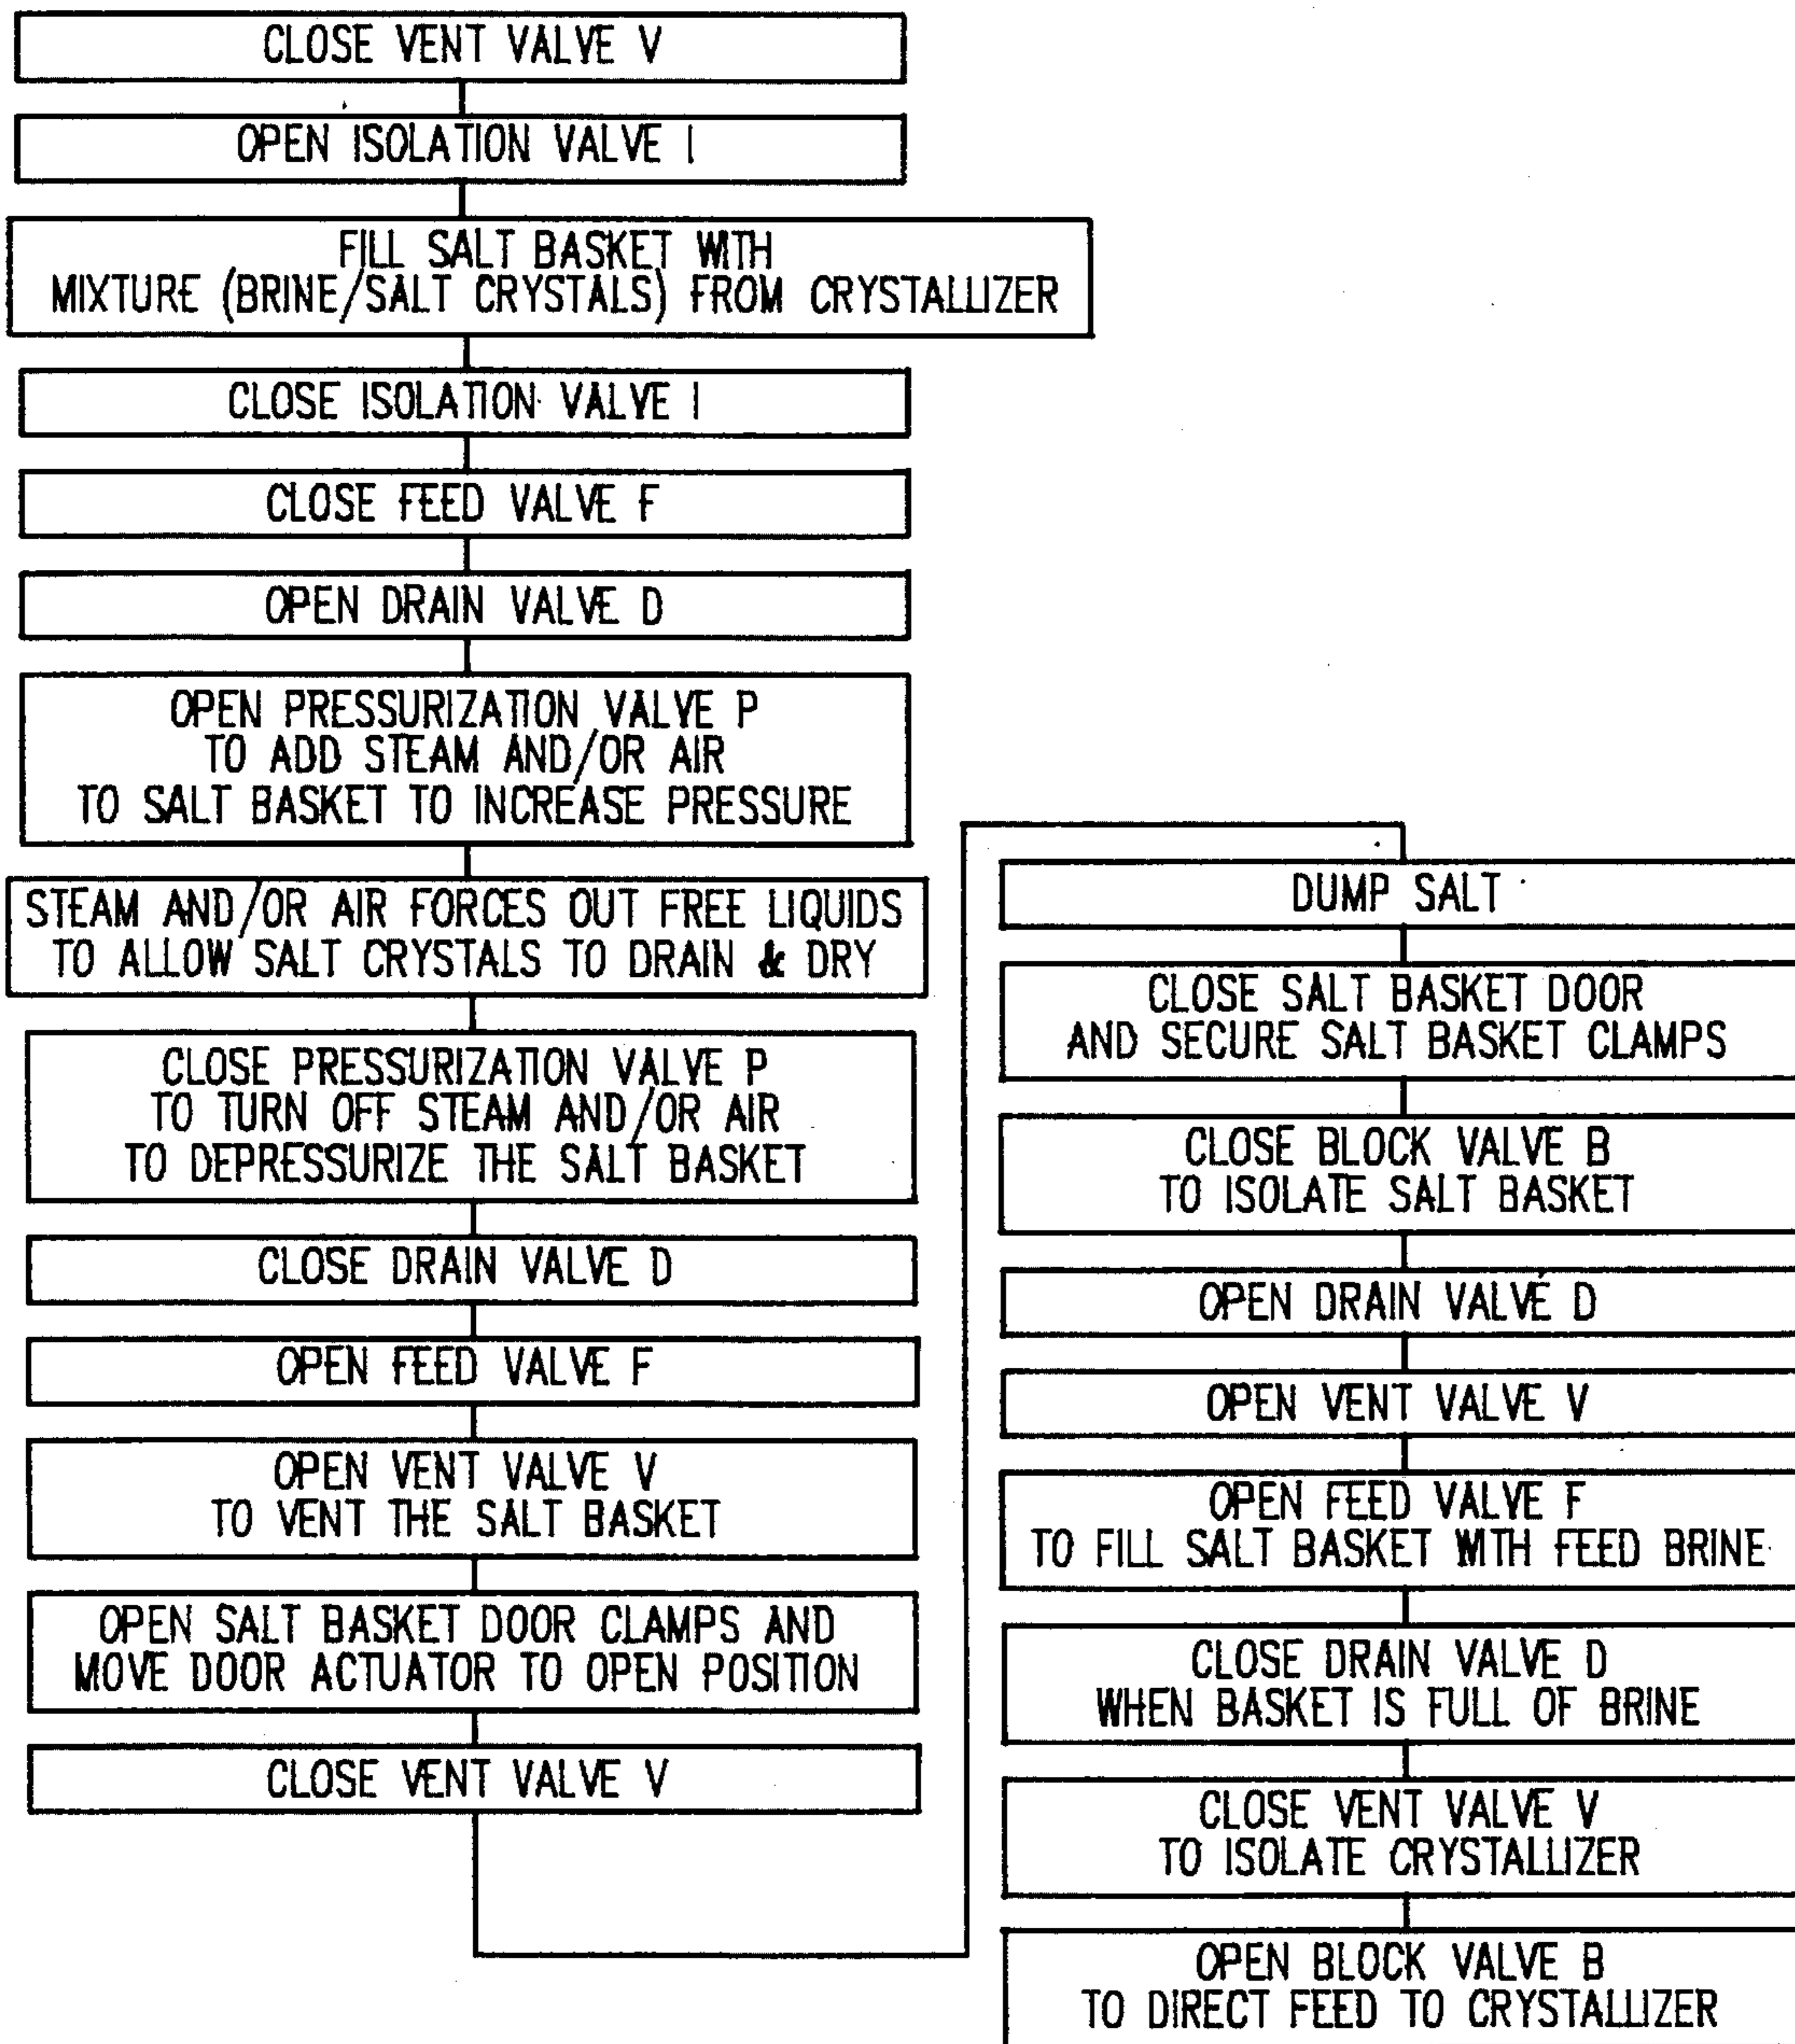 CLOSE VENT VALVE V
OPEN ISOLATION VALVE I
FILL SALT BASKET WITH
MIXTURE (BRINE/SALT CRYSTALS) FROM CRYSTALLIZER
CLOSE ISOLATION VALVE I
CLOSE FEED VALVE F
OPEN DRAIN VALVE D
OPEN PRESSURIZATION VALVE P
TO ADD STEAM AND/OR AIR
TO SALT BASKET TO INCREASE PRESSURE
STEAM AND/OR AIR FORCES OUT FREE LIQUIDS
TO ALLOW SALT CRYSTALS TO DRAIN & DRY
CLOSE PRESSURIZATION VALVE P
TO TURN OFF STEAM AND/OR AIR
TO DEPRESSURIZE THE SALT BASKET
CLOSE DRAIN VALVE D
OPEN FEED VALVE F
OPEN VENT VALVE V
TO VENT THE SALT BASKET
OPEN SALT BASKET DOOR CLAMPS AND
MOVE DOOR ACTUATOR TO OPEN POSITION
CLOSE VENT VALVE V
DUMP SALT
CLOSE SALT BASKET DOOR
AND SECURE SALT BASKET CLAMPS
CLOSE BLOCK VALVE B
TO ISOLATE SALT BASKET
OPEN DRAIN VALVE D
OPEN VENT VALVE V
OPEN FEED VALVE F
TO FILL SALT BASKET WITH FEED BRINE
CLOSE DRAIN VALVE D
WHEN BASKET IS FULL OF BRINE
CLOSE VENT VALVE V
TO ISOLATE CRYSTALLIZER
OPEN BLOCK VALVE B
TO DIRECT FEED TO CRYSTALLIZER